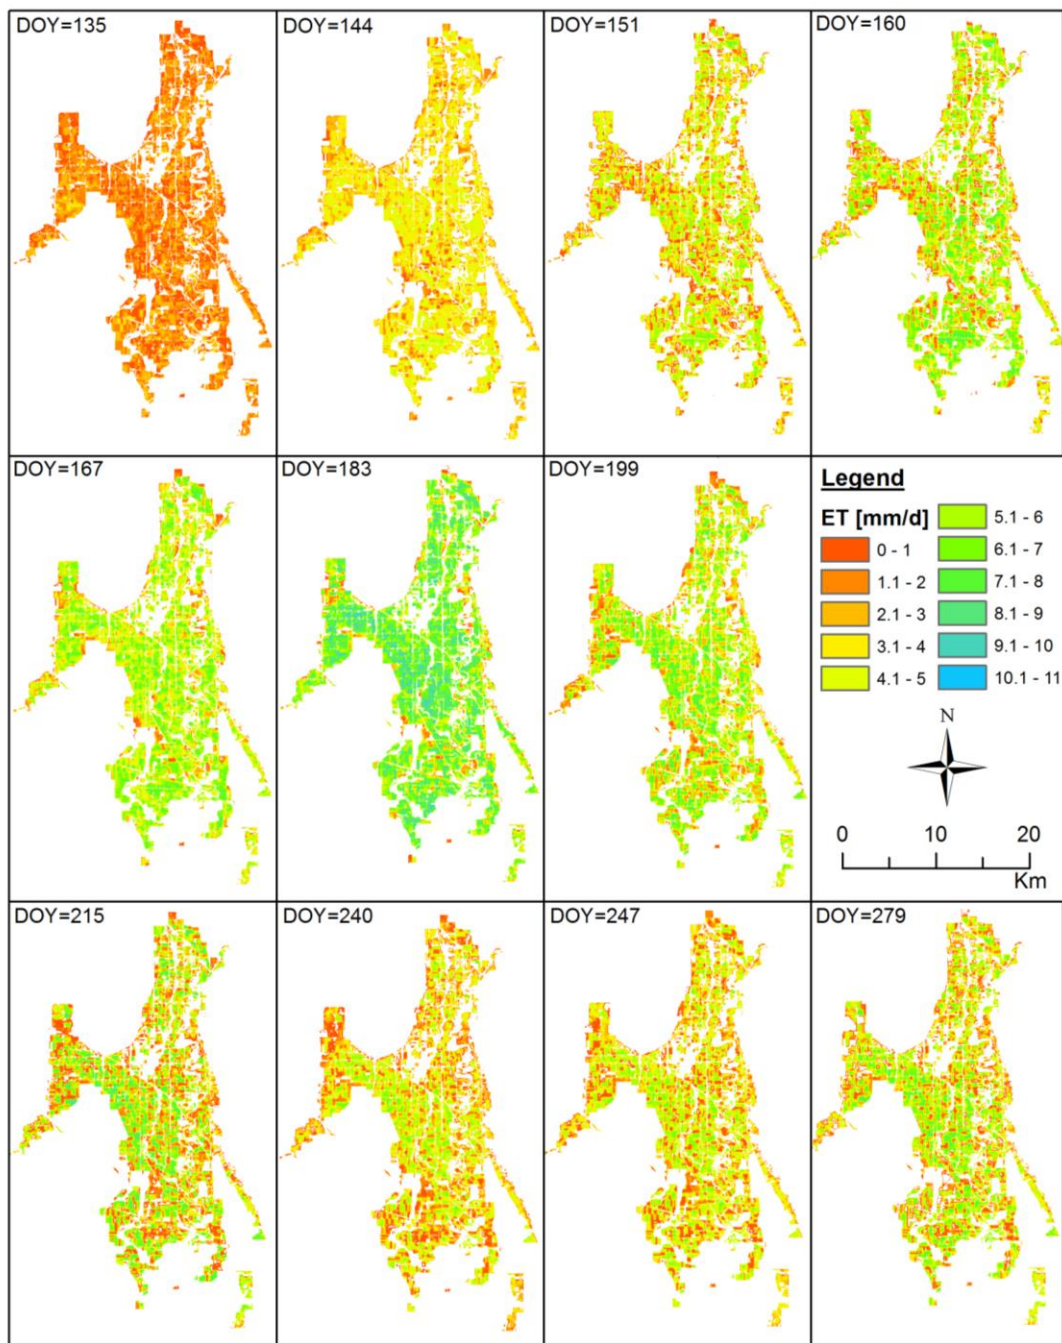 DOY=135
DOY=144
DOY=151
DOY=160
DOY=167
DOY=183
DOY=199
Legend
ET [mm/d]
0 - 1
1.1 - 2
2.1 - 3
3.1 - 4
4.1 - 5
5.1 - 6
6.1 - 7
7.1 - 8
8.1 - 9
9.1 - 10
10.1 - 11
N
0 10 20
Km
DOY=215
DOY=240
DOY=247
DOY=279